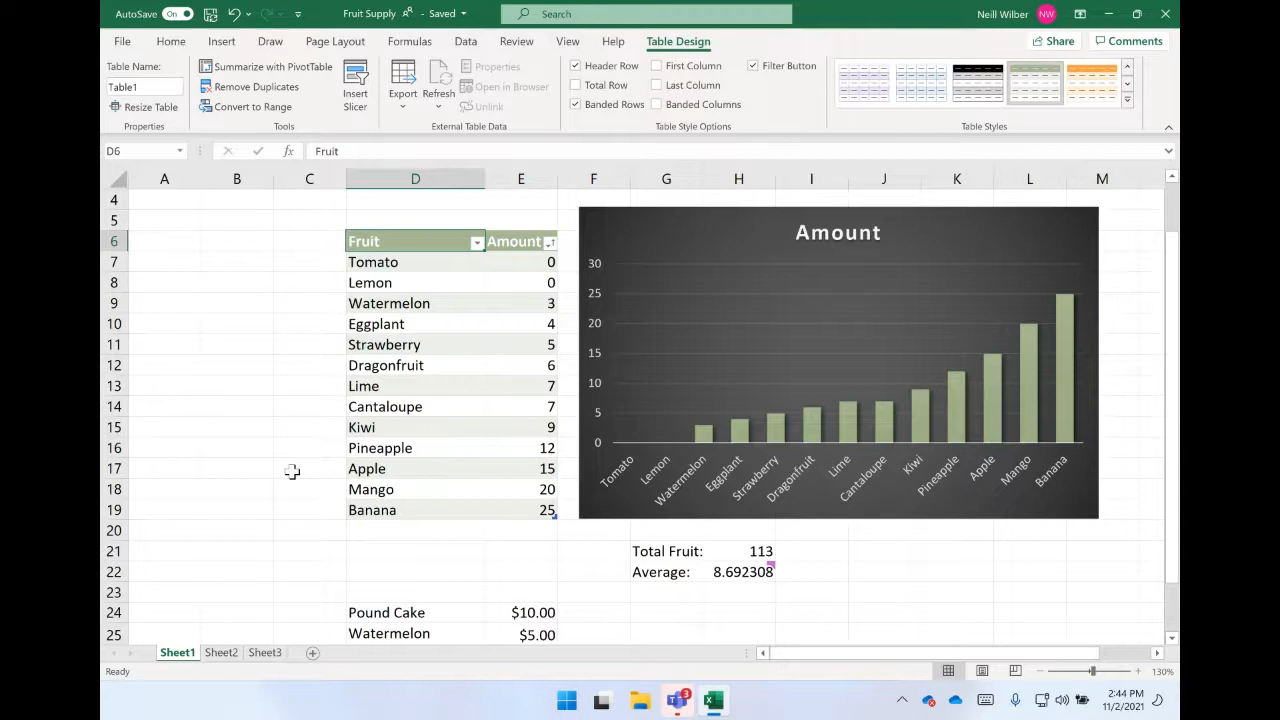 AutoSave On Fruit Supply - Saved Search Neill Wilber NW
File Home Insert Draw Page Layout Formulas Data Review View Help Table Design Share Comments
Table Name:
Table1
Resize Table
Properties
Summarize with PivotTable
Remove Duplicates
Convert to Range
Insert
Slicer
Tools
Export
Refresh
Properties
Open in Browser
Unlink
External Table Data
Header Row First Column Filter Button
Total Row Last Column
Banded Rows Banded Columns
Table Style Options
Table Styles
D6 fx Fruit
A B C D E F G H I J K L M
4
5
6 Fruit Amount
7 Tomato 0
8 Lemon 0
9 Watermelon 3
10 Eggplant 4
11 Strawberry 5
12 Dragonfruit 6
13 Lime 7
14 Cantaloupe 7
15 Kiwi 9
16 Pineapple 12
17 Apple 15
18 Mango 20
19 Banana 25
Amount
30
25
20
15
10
5
0
Tomato Lemon Watermelon Eggplant Strawberry Dragonfruit Lime Cantaloupe Kiwi Pineapple Apple Mango Banana
20
21 Total Fruit: 113
22 Average: 8.692308
23
24 Pound Cake $10.00
25 Watermelon $5.00
Sheet1 Sheet2 Sheet3
Ready 130%
3
2:44 PM
11/2/2021